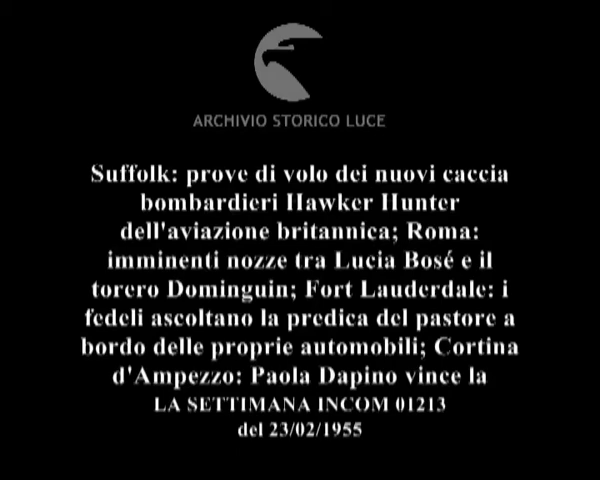 ARCHIVIO STORICO LUCE
Suffolk: prove di volo dei nuovi caccia
bombardieri Hawker Hunter
dell'aviazione britannica; Roma:
imminenti nozze tra Lucia Bosé e il
torero Dominguin; Fort Lauderdale: i
fedeli ascoltano la predica del pastore a
bordo delle proprie automobili; Cortina
d'Ampezzo: Paola Dapino vince la
LA SETTIMANA INCOM 01213
del 23/02/1955